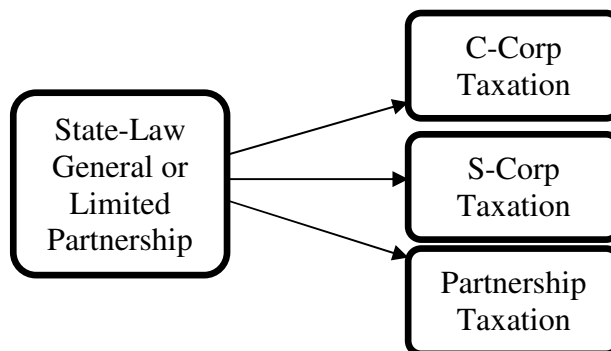 State-Law
General or
Limited
Partnership
C-Corp
Taxation
S-Corp
Taxation
Partnership
Taxation